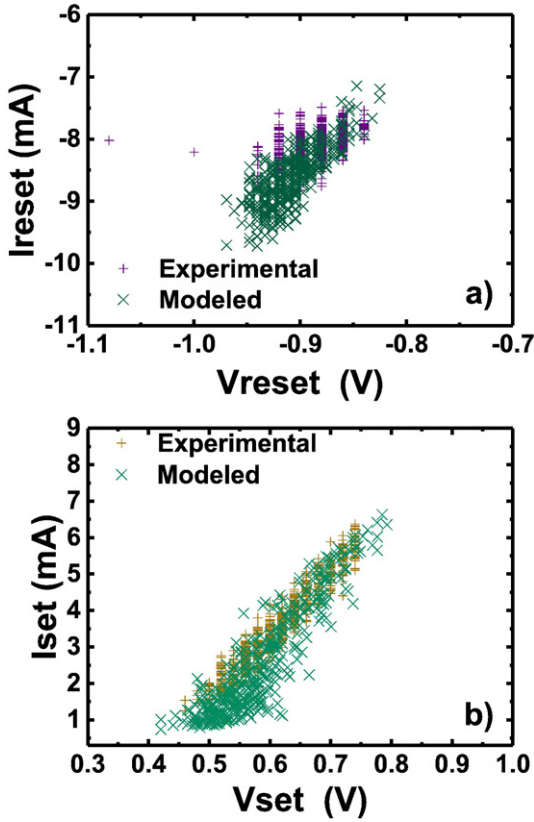 -6
-7
-8
-9
-10
-11
Ireset (mA)
+ Experimental
× Modeled
a)
-1.1 -1.0 -0.9 -0.8 -0.7
Vreset (V)
9
8
7
6
5
4
3
2
1
Iset (mA)
+ Experimental
× Modeled
b)
0.3 0.4 0.5 0.6 0.7 0.8 0.9 1.0
Vset (V)